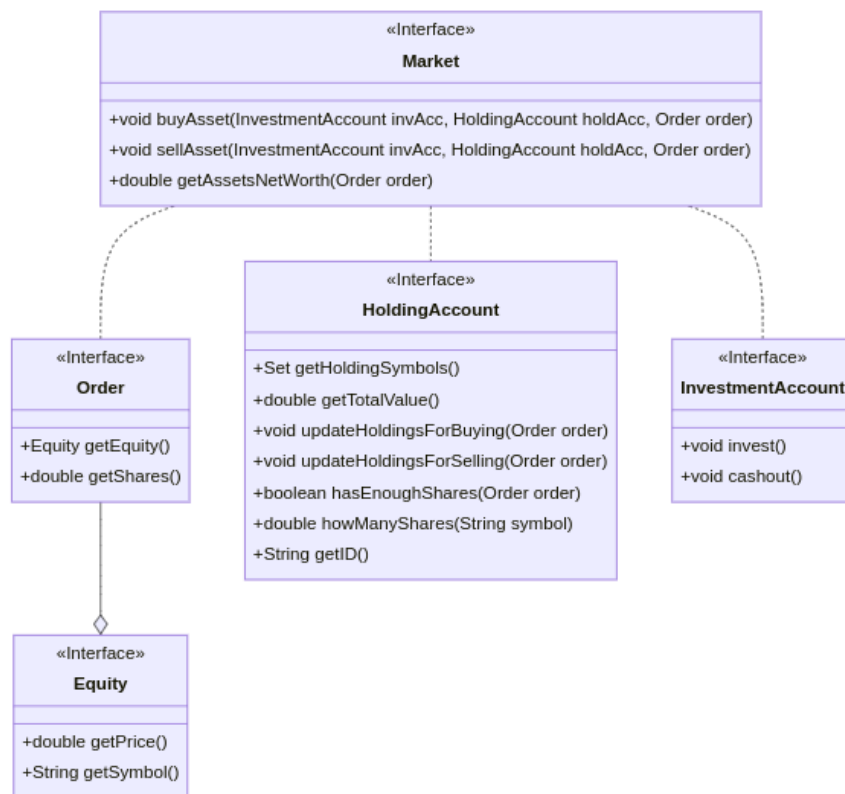 «Interface»
Market
+void buyAsset(InvestmentAccount invAcc, HoldingAccount holdAcc, Order order)
+void sellAsset(InvestmentAccount invAcc, HoldingAccount holdAcc, Order order)
+double getAssetsNetWorth(Order order)
«Interface»
HoldingAccount
+Set getHoldingSymbols()
+double getTotalValue()
+void updateHoldingsForBuying(Order order)
+void updateHoldingsForSelling(Order order)
+boolean hasEnoughShares(Order order)
+double howManyShares(String symbol)
+String getID()
«Interface»
Order
+Equity getEquity()
+double getShares()
«Interface»
InvestmentAccount
+void invest()
+void cashout()
«Interface»
Equity
+double getPrice()
+String getSymbol()